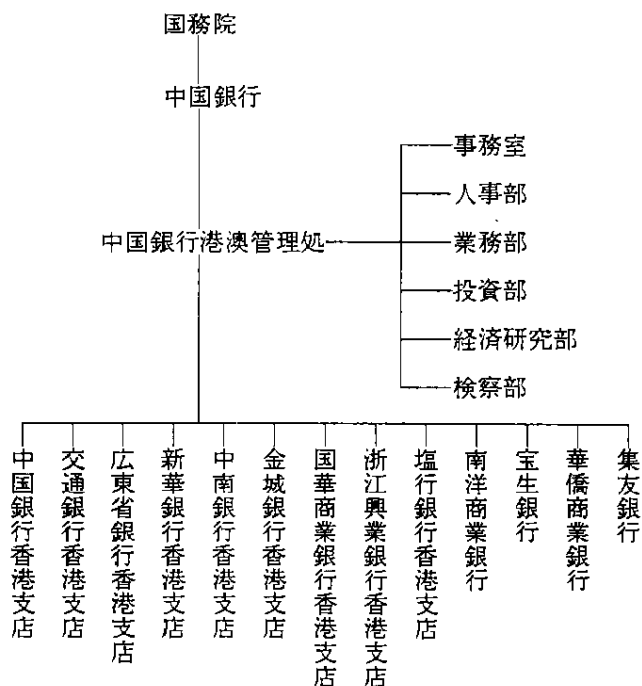 国務院
中国銀行
中国銀行港澳管理処
事務室
人事部
業務部
投資部
経済研究部
検察部
中国銀行香港支店
交通銀行香港支店
広東省銀行香港支店
新華銀行香港支店
中南銀行香港支店
金城銀行香港支店
国華商業銀行香港支店
浙江興業銀行香港支店
塩行銀行香港支店
南洋商業銀行
宝生銀行
華僑商業銀行
集友銀行